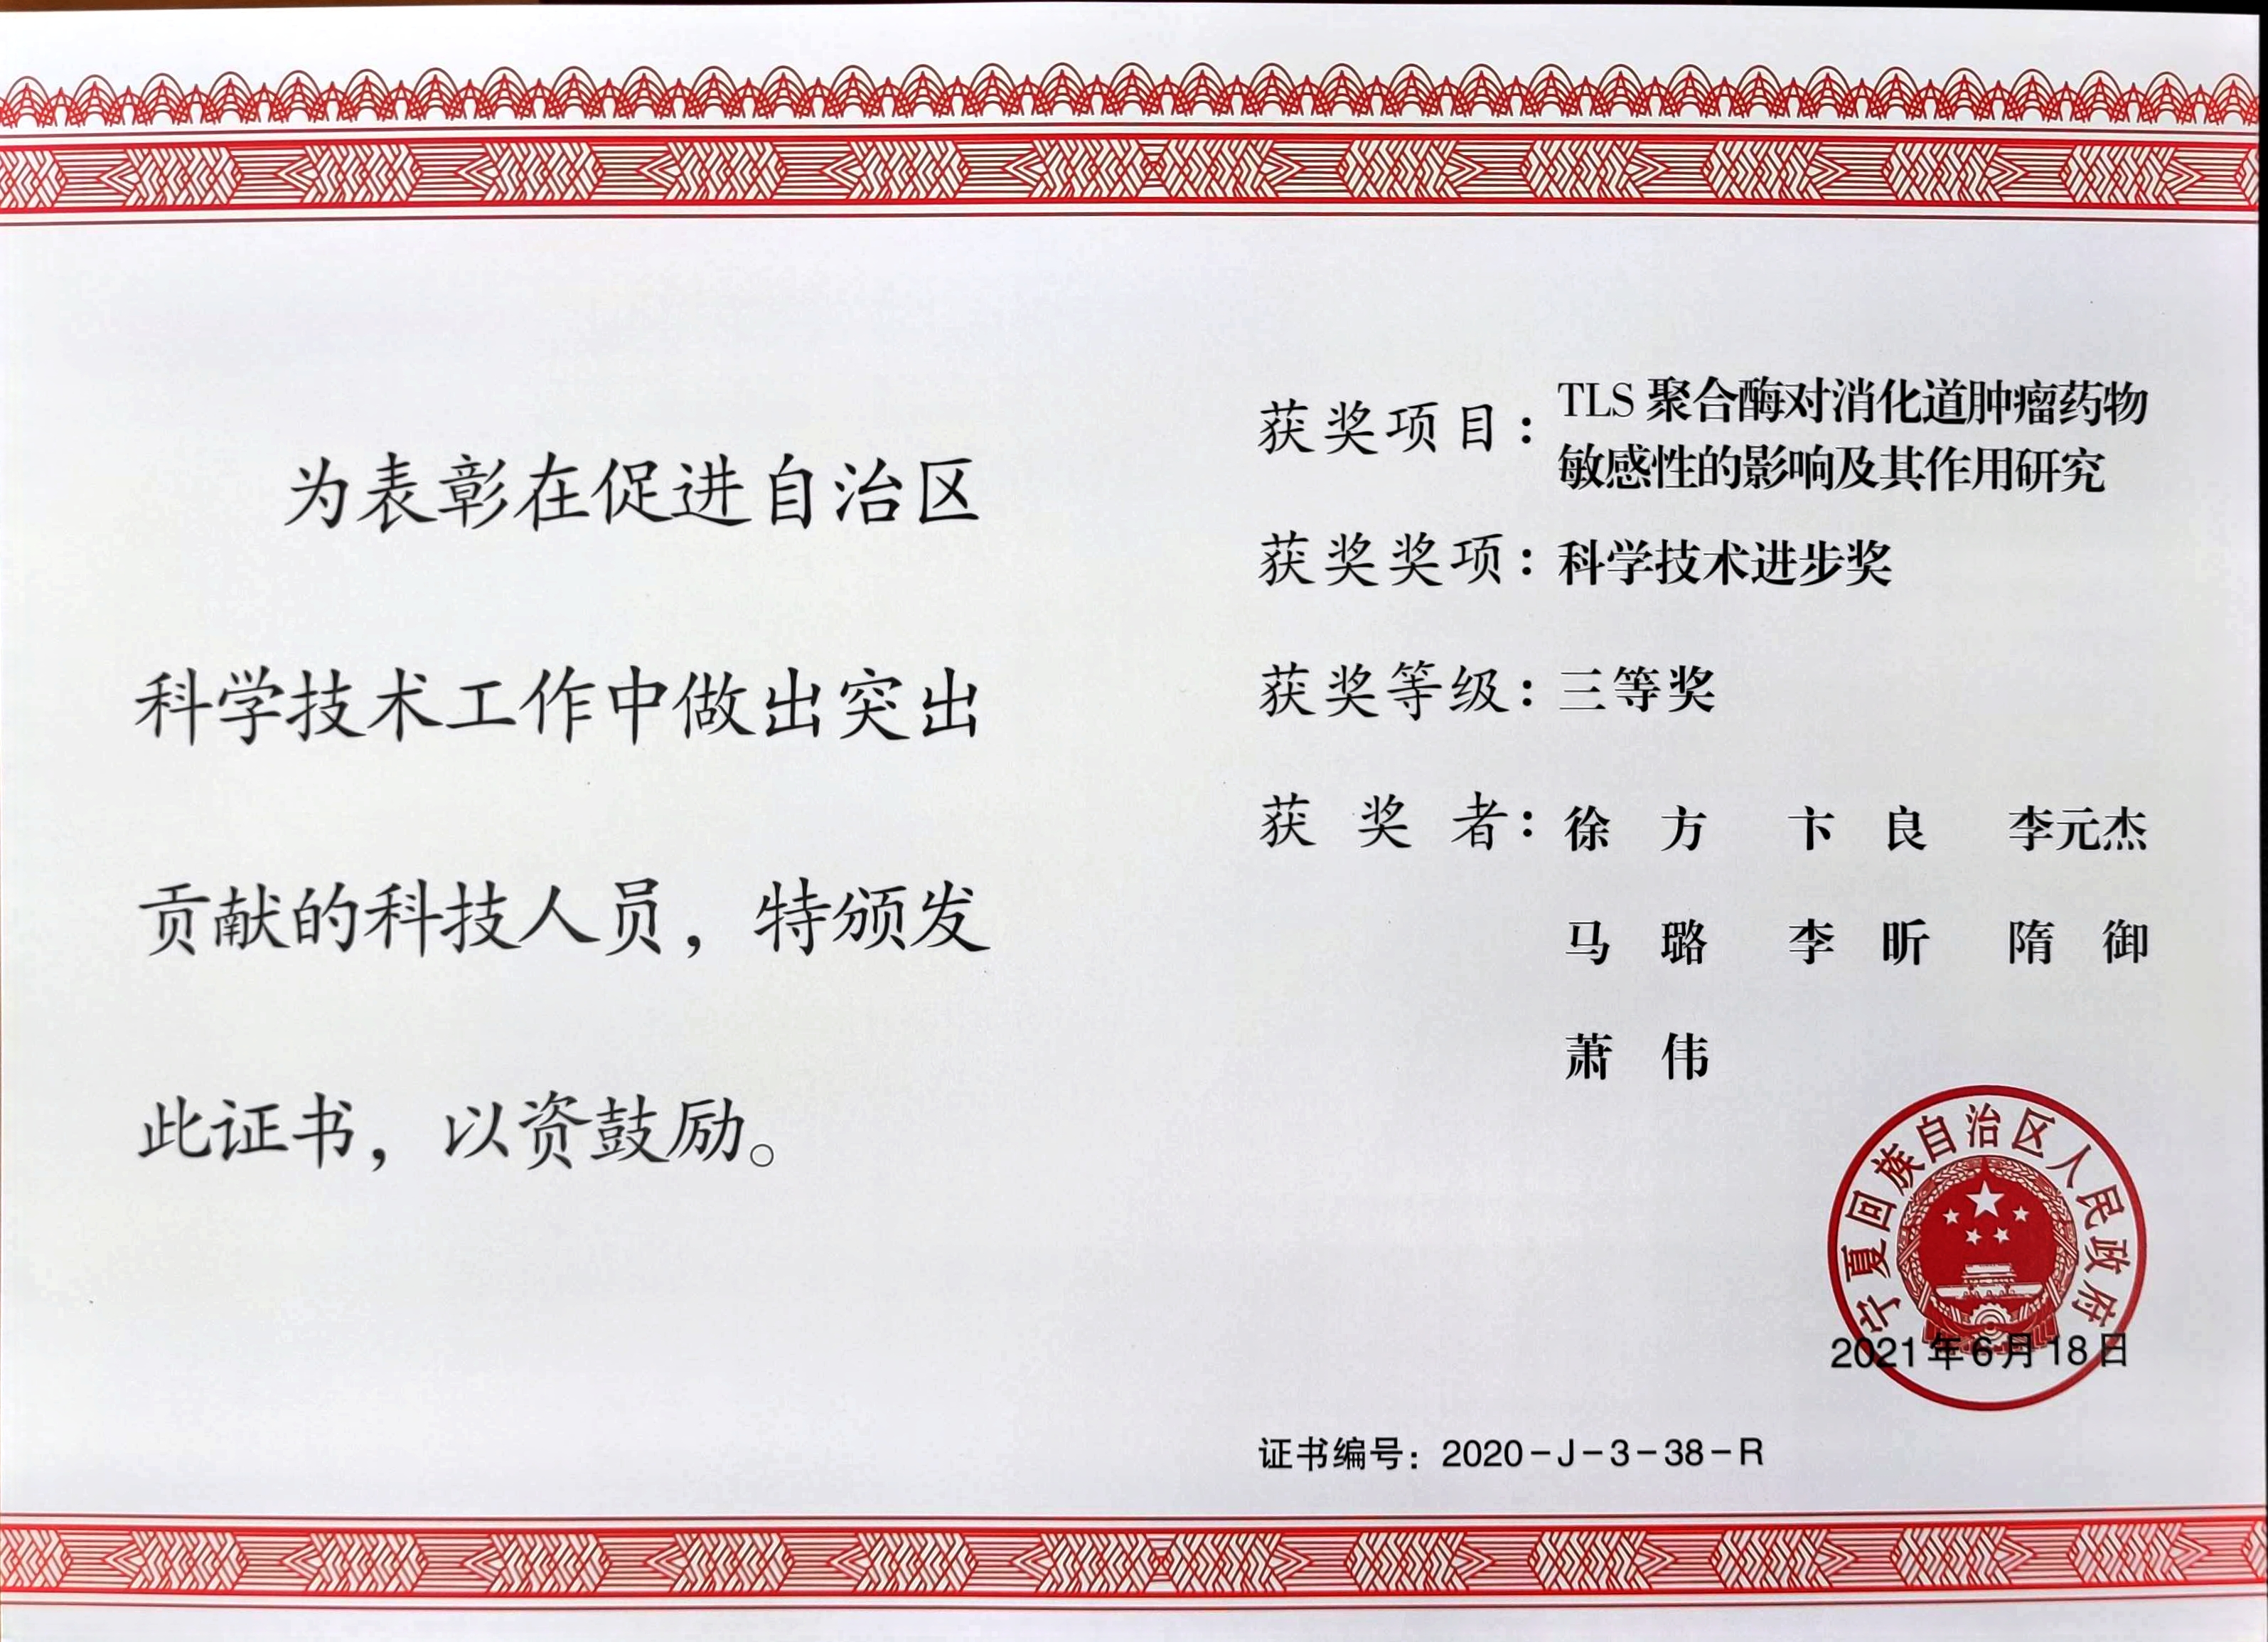 为表彰在促进自治区
科学技术工作中做出突出
贡献的科技人员，特颁发
此证书，以资鼓励。
获奖项目：TLS 聚合酶对消化道肿瘤药物
敏感性的影响及其作用研究
获奖奖项：科学技术进步奖
获奖等级：三等奖
获奖者：徐方 卞良 李元杰
马璐 李昕 隋御
萧伟
宁夏回族自治区人民政府
2021年6月18日
证书编号：2020-J-3-38-R